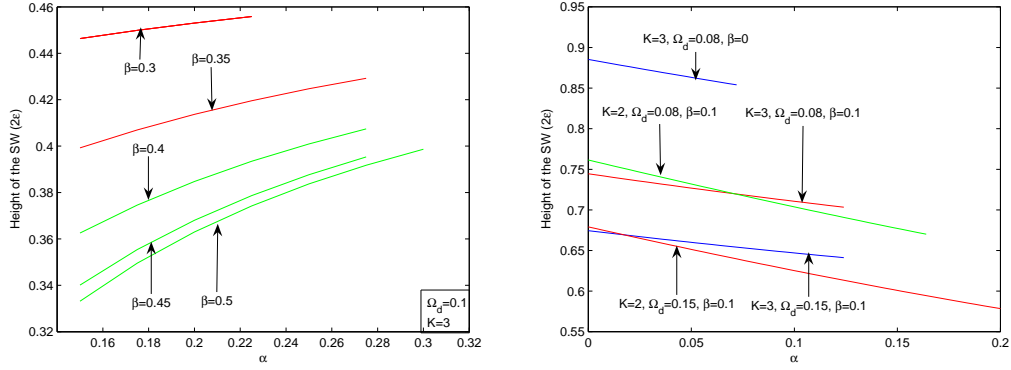 0.46
0.44
0.42
0.4
0.38
0.36
0.34
0.32
Height of the SW (2ε)
0.16
0.18
0.2
0.22
0.24
0.26
0.28
0.3
0.32
α
β=0.3
β=0.35
β=0.4
β=0.45
β=0.5
Ω_d=0.1
K=3
0.95
0.9
0.85
0.8
0.75
0.7
0.65
0.6
0.55
Height of the SW (2ε)
0
0.05
0.1
0.15
0.2
α
K=3, Ω_d=0.08, β=0
K=2, Ω_d=0.08, β=0.1
K=3, Ω_d=0.08, β=0.1
K=2, Ω_d=0.15, β=0.1
K=3, Ω_d=0.15, β=0.1